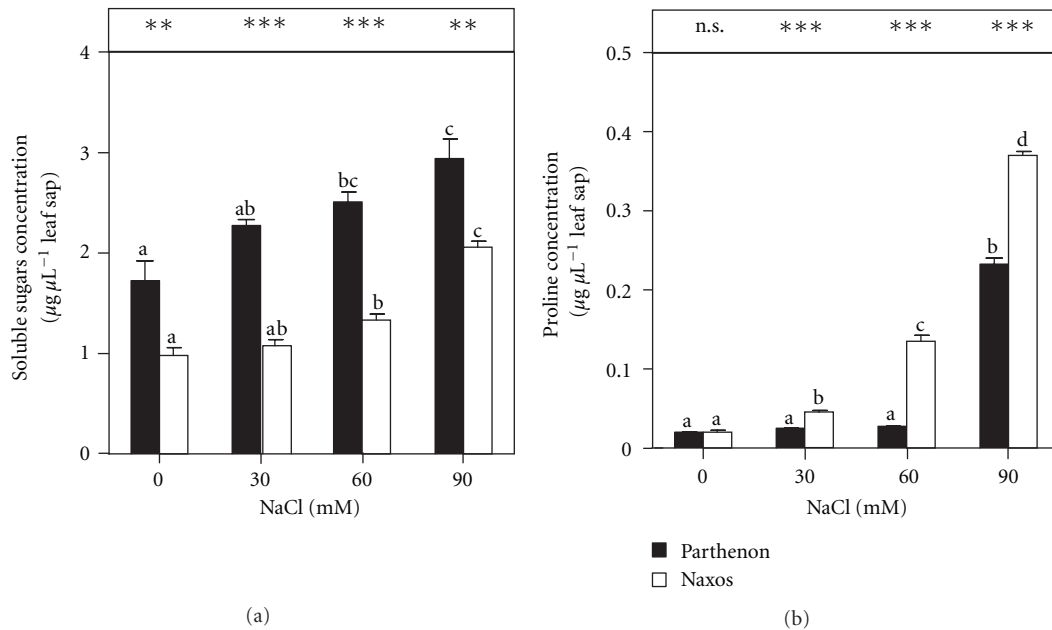 ** *** *** **
4
3
2
1
0
Soluble sugars concentration
(μg μL⁻¹ leaf sap)
a
a
ab
ab
bc
b
c
c
0 30 60 90
NaCl (mM)
(a)
n.s. *** *** ***
0.5
0.4
0.3
0.2
0.1
0
Proline concentration
(μg μL⁻¹ leaf sap)
a
a
a
b
a
c
b
d
0 30 60 90
NaCl (mM)
Parthenon
Naxos
(b)